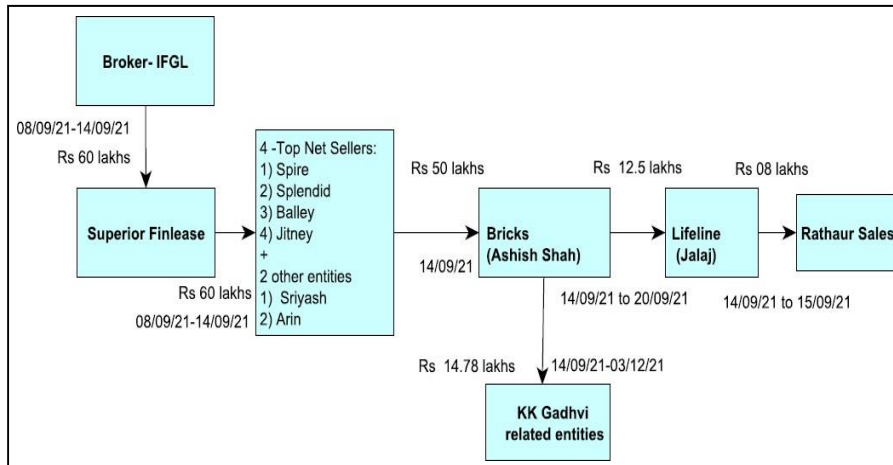 Broker- IFGL
08/09/21-14/09/21
Rs 60 lakhs
Superior Finlease
Rs 60 lakhs
08/09/21-14/09/21
4 -Top Net Sellers:
1) Spire
2) Splendid
3) Balley
4) Jitney
+
2 other entities
1)  Sriyash
2) Arin
Rs 50 lakhs
14/09/21
Bricks
(Ashish Shah)
Rs  12.5 lakhs
14/09/21 to 20/09/21
Lifeline
(Jalaj)
Rs 08 lakhs
14/09/21 to 15/09/21
Rathaur Sales
Rs  14.78 lakhs
14/09/21-03/12/21
KK Gadhvi
related entities